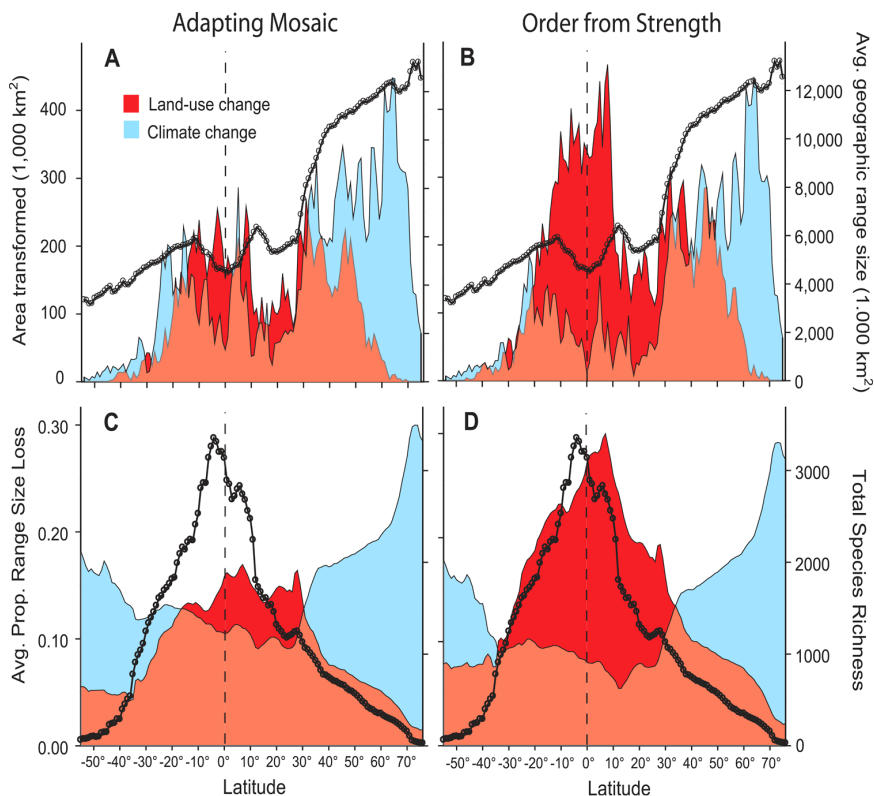 Adapting Mosaic
Order from Strength
A
B
Land-use change
Climate change
Area transformed (1,000 km²)
400
300
200
100
0
Avg. geographic range size (1.000 km²)
12,000
10,000
8,000
6,000
4,000
2,000
0
C
D
Avg. Prop. Range Size Loss
0.30
0.20
0.10
0.00
Total Species Richness
3000
2000
1000
0
-50° -40° -30° -20° -10° 0° 10° 20° 30° 40° 50° 60° 70°
-50° -40° -30° -20° -10° 0° 10° 20° 30° 40° 50° 60° 70°
Latitude
Latitude